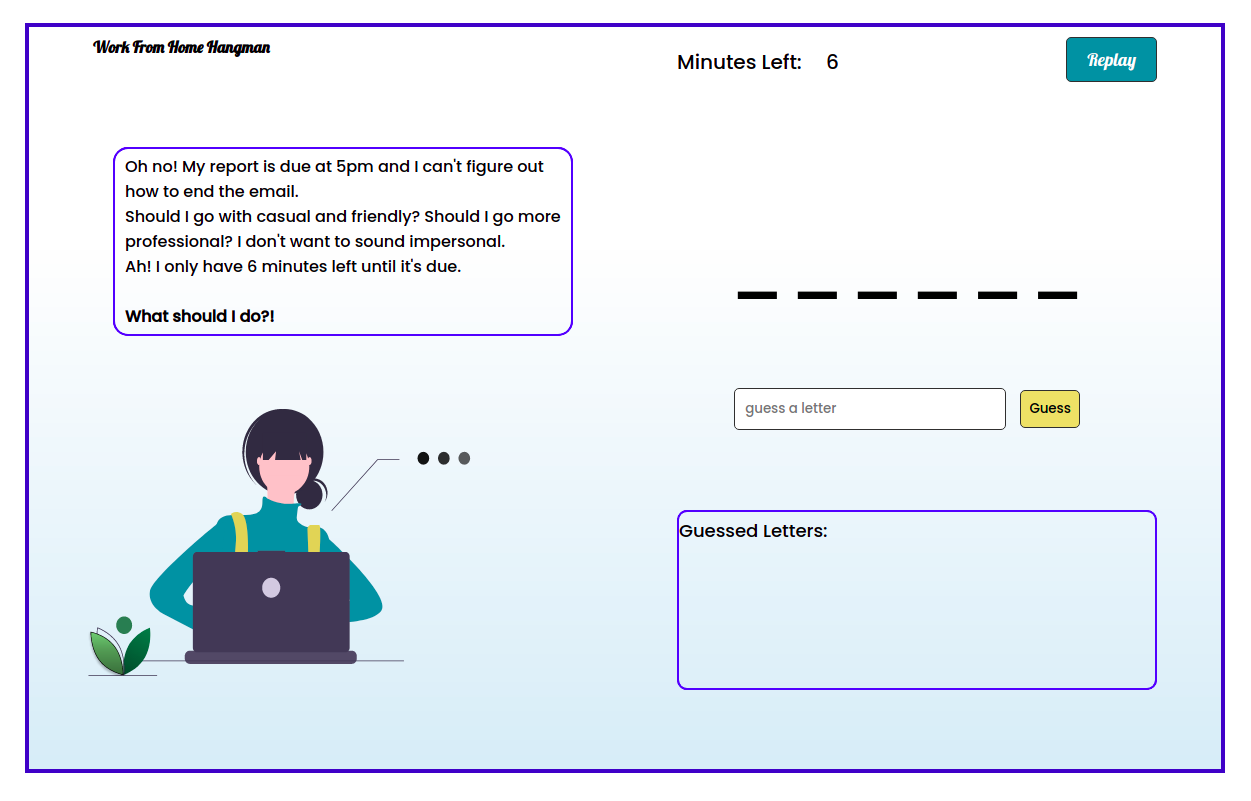 Work From Home Hangman
Minutes Left: 6
Replay
Oh no! My report is due at 5pm and I can't figure out
how to end the email.
Should I go with casual and friendly? Should I go more
professional? I don't want to sound impersonal.
Ah! I only have 6 minutes left until it's due.
What should I do?!
guess a letter
Guess
Guessed Letters: